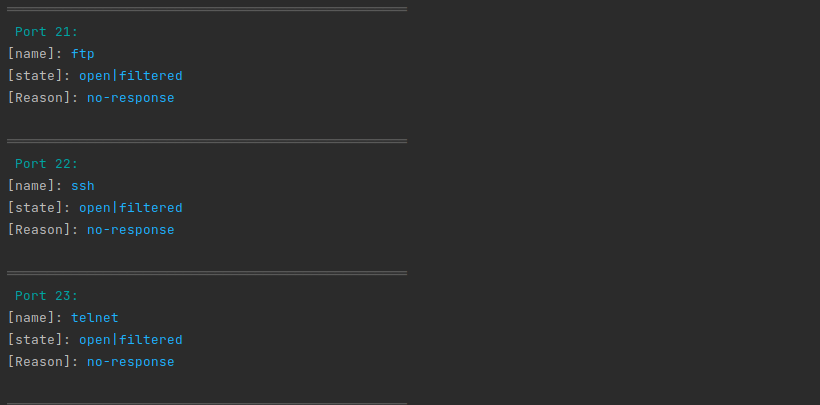 Port 21:
[name]: ftp
[state]: open|filtered
[Reason]: no-response
Port 22:
[name]: ssh
[state]: open|filtered
[Reason]: no-response
Port 23:
[name]: telnet
[state]: open|filtered
[Reason]: no-response